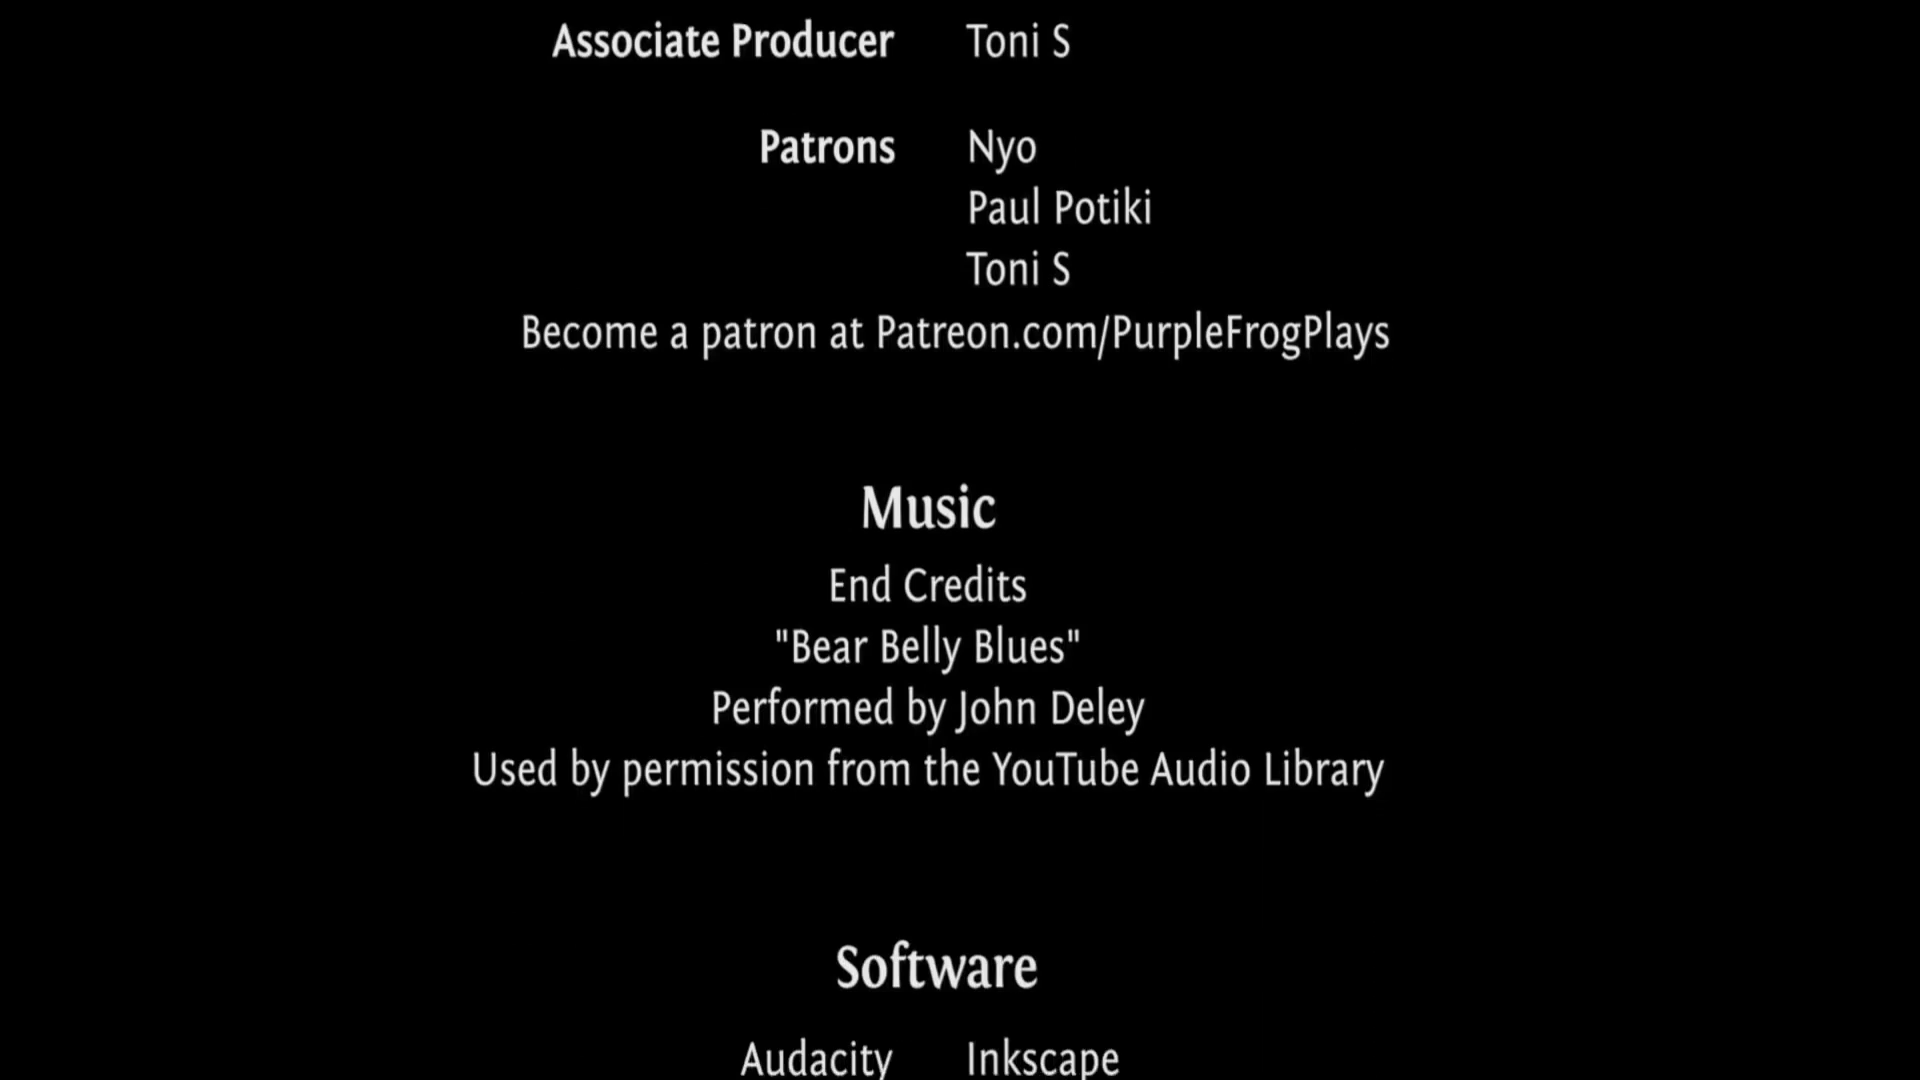 Associate Producer Toni S
Patrons Nyo
Paul Potiki
Toni S
Become a patron at Patreon.com/PurpleFrogPlays
Music
End Credits
"Bear Belly Blues"
Performed by John Deley
Used by permission from the YouTube Audio Library
Software
Audacity Inkscape